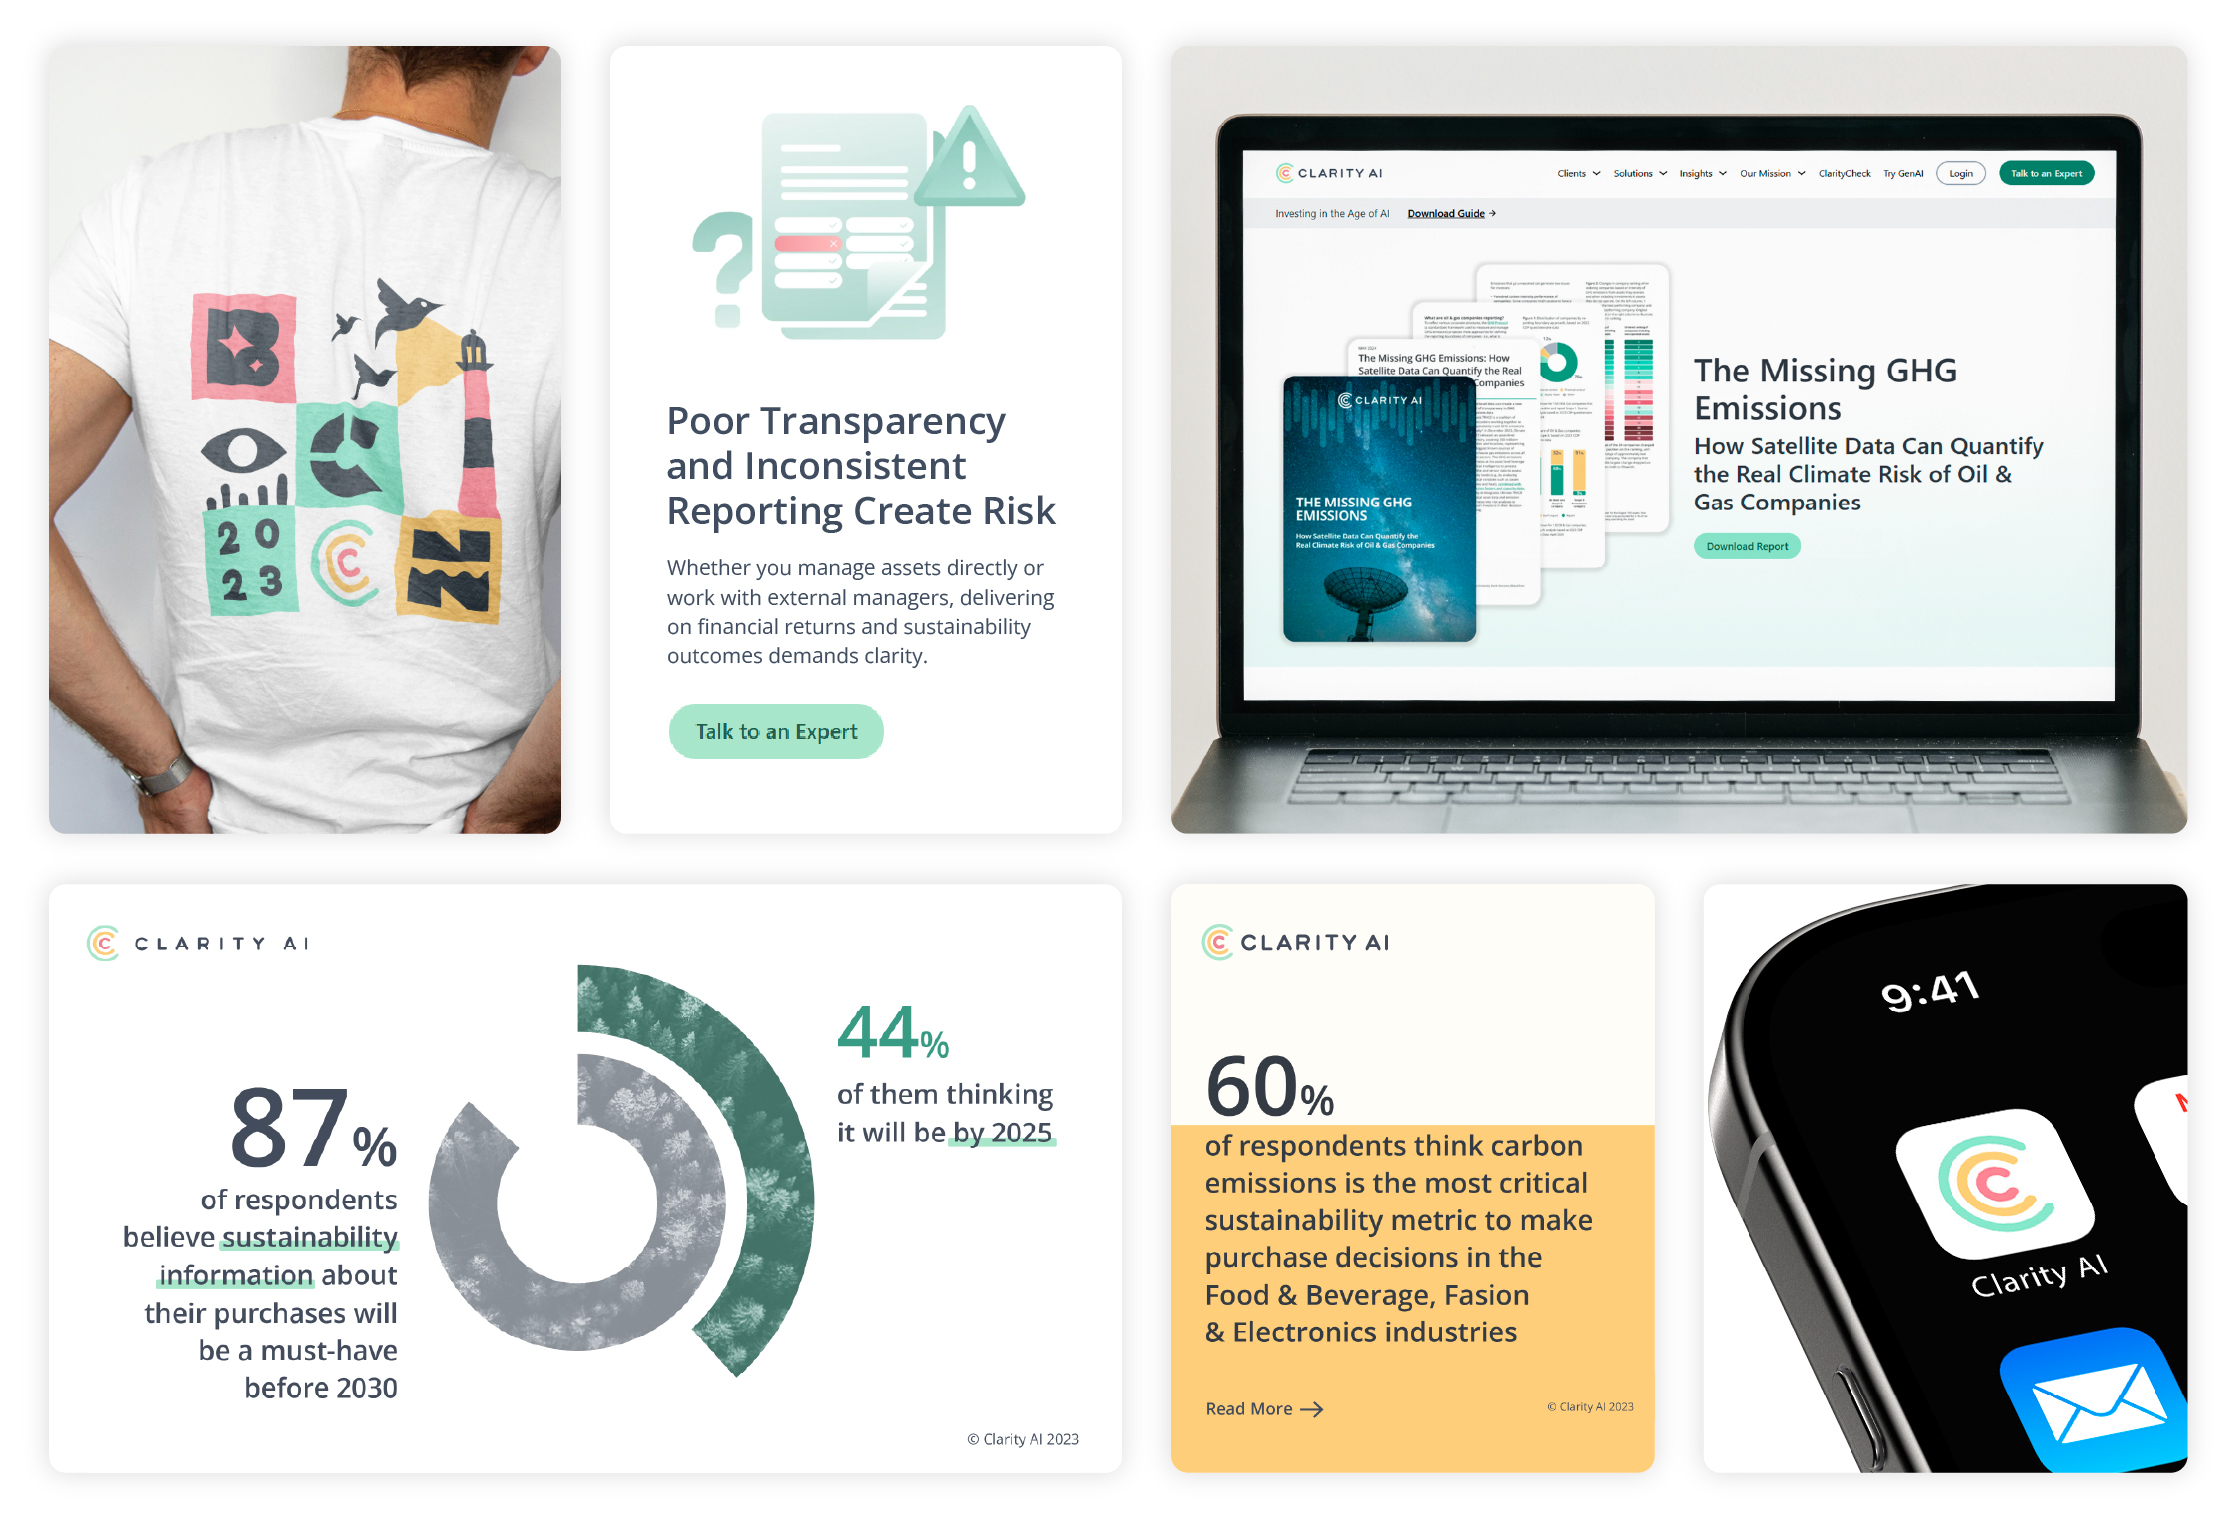 B
C
20
23
N
Poor Transparency
and Inconsistent
Reporting Create Risk
Whether you manage assets directly or
work with external managers, delivering
on financial returns and sustainability
outcomes demands clarity.
Talk to an Expert
CLARITY AI
Clients Solutions Insights Our Mission ClarityCheck Try GenAI Login Talk to an Expert
Investing in the Age of AI Download Guide →
What are oil & gas companies reporting?
MAY 2024
The Missing GHG Emissions: How
Satellite Data Can Quantify the Real
Companies
CLARITY AI
THE MISSING GHG
EMISSIONS
How Satellite Data Can Quantify the
Real Climate Risk of Oil & Gas Companies
The Missing GHG
Emissions
How Satellite Data Can Quantify
the Real Climate Risk of Oil &
Gas Companies
Download Report
CLARITY AI
87%
of respondents
believe sustainability
information about
their purchases will
be a must-have
before 2030
44%
of them thinking
it will be by 2025
© Clarity AI 2023
CLARITY AI
60%
of respondents think carbon
emissions is the most critical
sustainability metric to make
purchase decisions in the
Food & Beverage, Fasion
& Electronics industries
Read More →
© Clarity AI 2023
9:41
Clarity AI